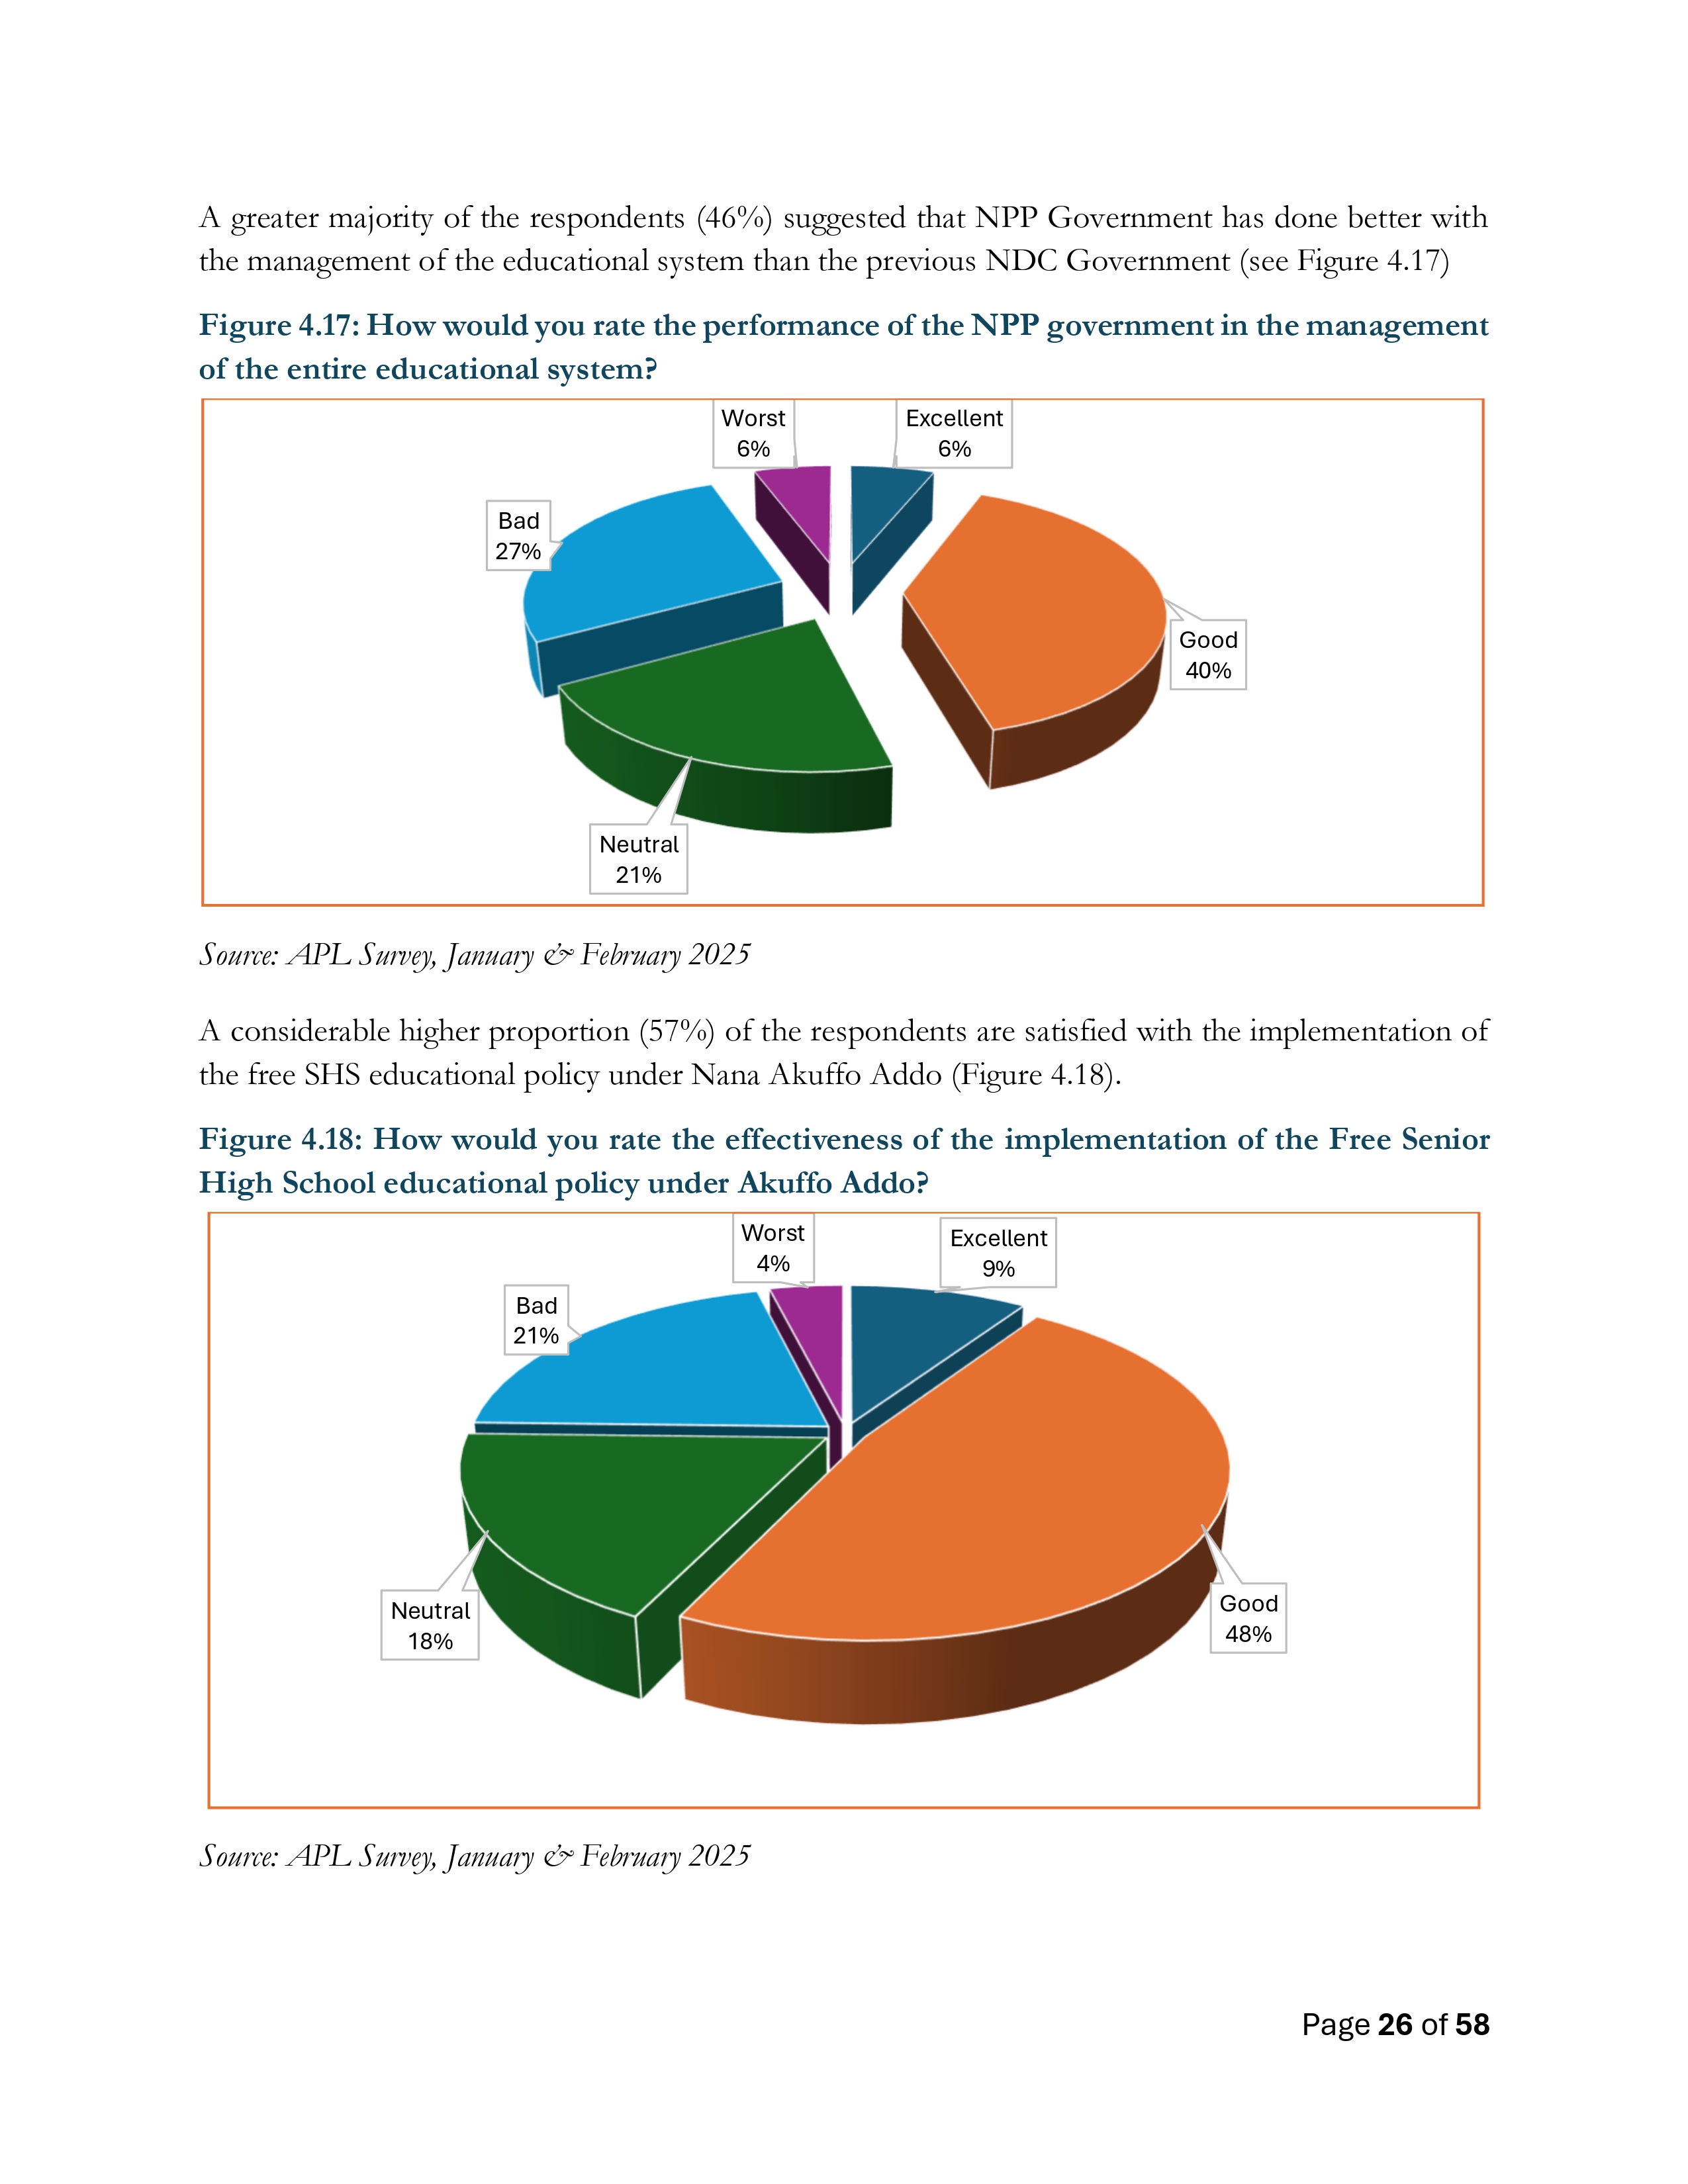 A greater majority of the respondents (46%) suggested that NPP Government has done better with
the management of the educational system than the previous NDC Government (see Figure 4.17)
Figure 4.17: How would you rate the performance of the NPP government in the management
of the entire educational system?
Worst
6%
Excellent
6%
Bad
27%
Good
40%
Neutral
21%
Source: APL Survey, January & February 2025
A considerable higher proportion (57%) of the respondents are satisfied with the implementation of
the free SHS educational policy under Nana Akuffo Addo (Figure 4.18).
Figure 4.18: How would you rate the effectiveness of the implementation of the Free Senior
High School educational policy under Akuffo Addo?
Worst
4%
Excellent
9%
Bad
21%
Neutral
18%
Good
48%
Source: APL Survey, January & February 2025
Page 26 of 58